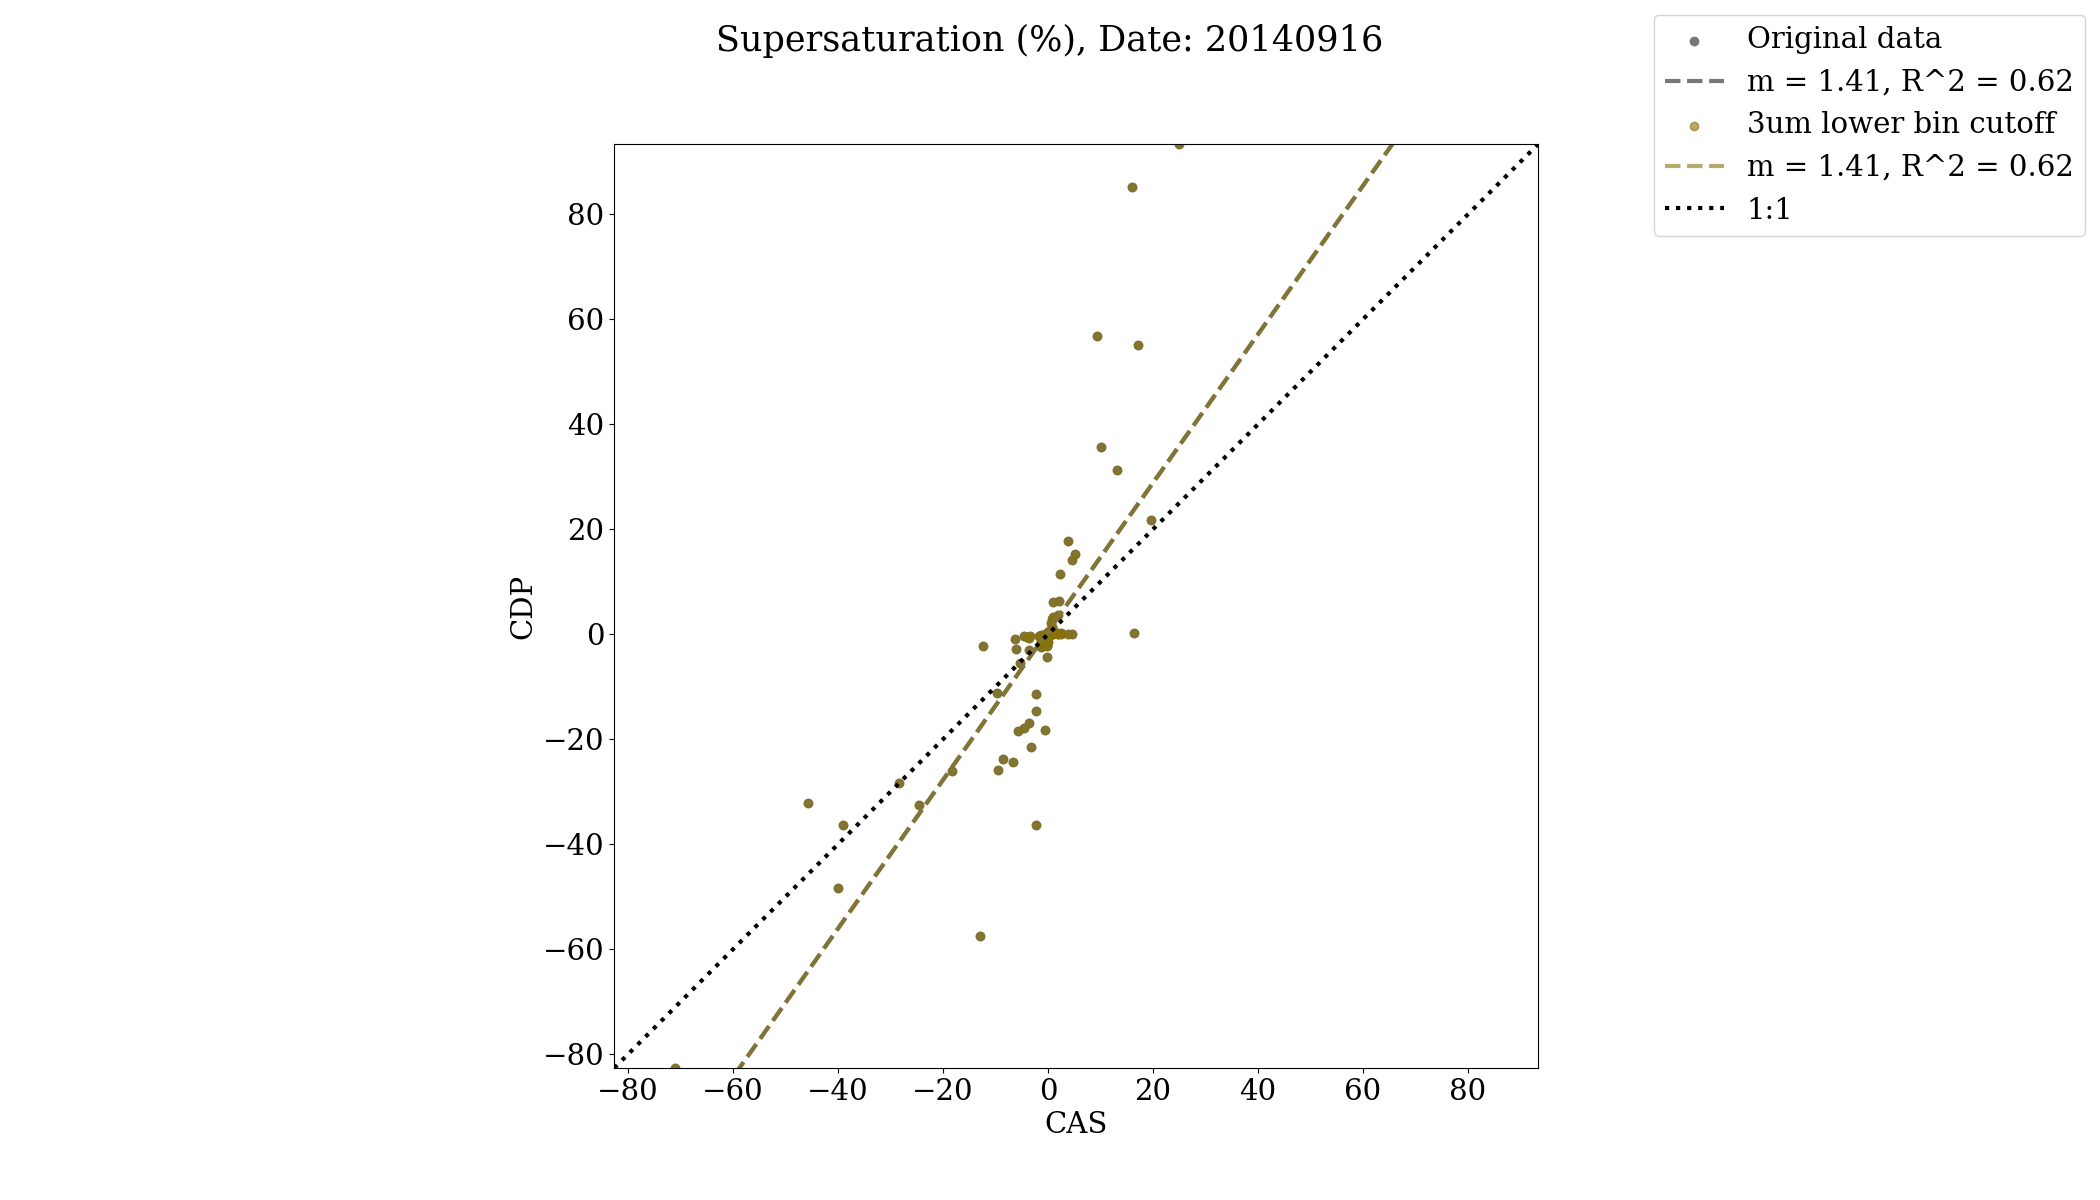 Supersaturation (%), Date: 20140916
Original data
m = 1.41, R^2 = 0.62
3um lower bin cutoff
m = 1.41, R^2 = 0.62
1:1
80
60
40
20
0
−20
−40
−60
−80
CDP
−80 −60 −40 −20 0 20 40 60 80
CAS